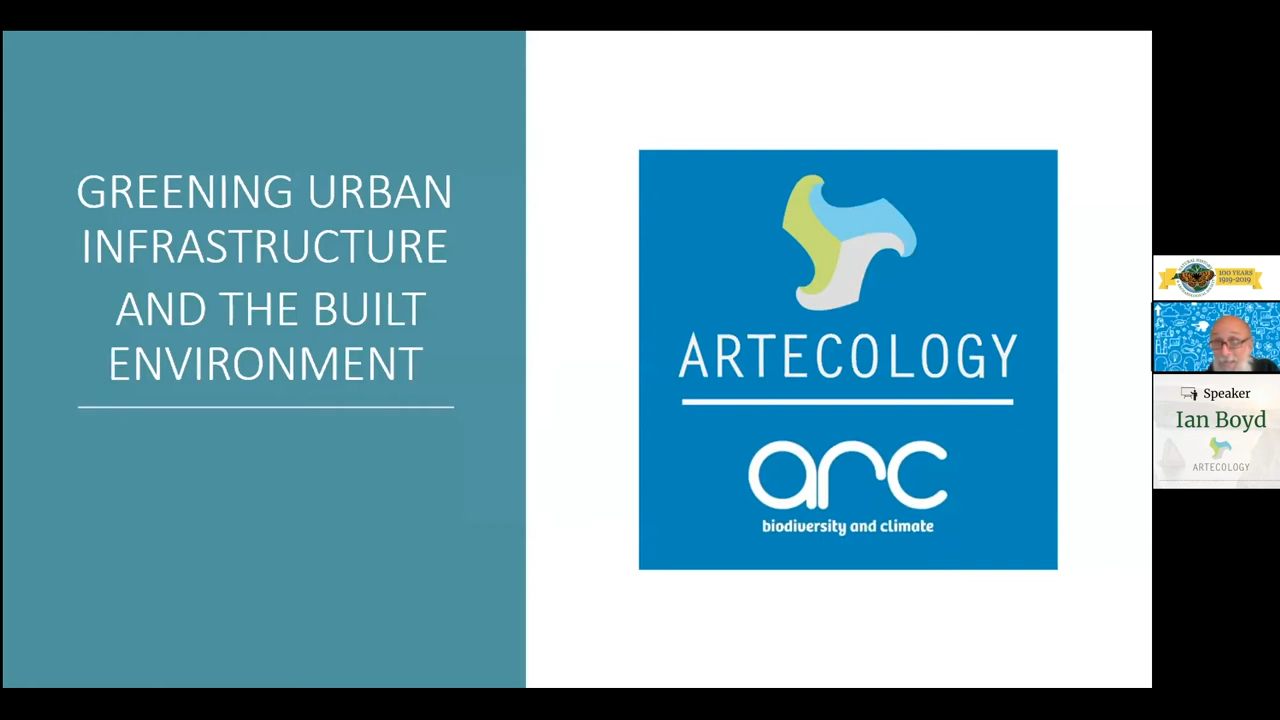 GREENING URBAN
INFRASTRUCTURE
AND THE BUILT
ENVIRONMENT
ARTECOLOGY
arc
biodiversity and climate
100 YEARS
1919-2019
Speaker
Ian Boyd
ARTECOLOGY